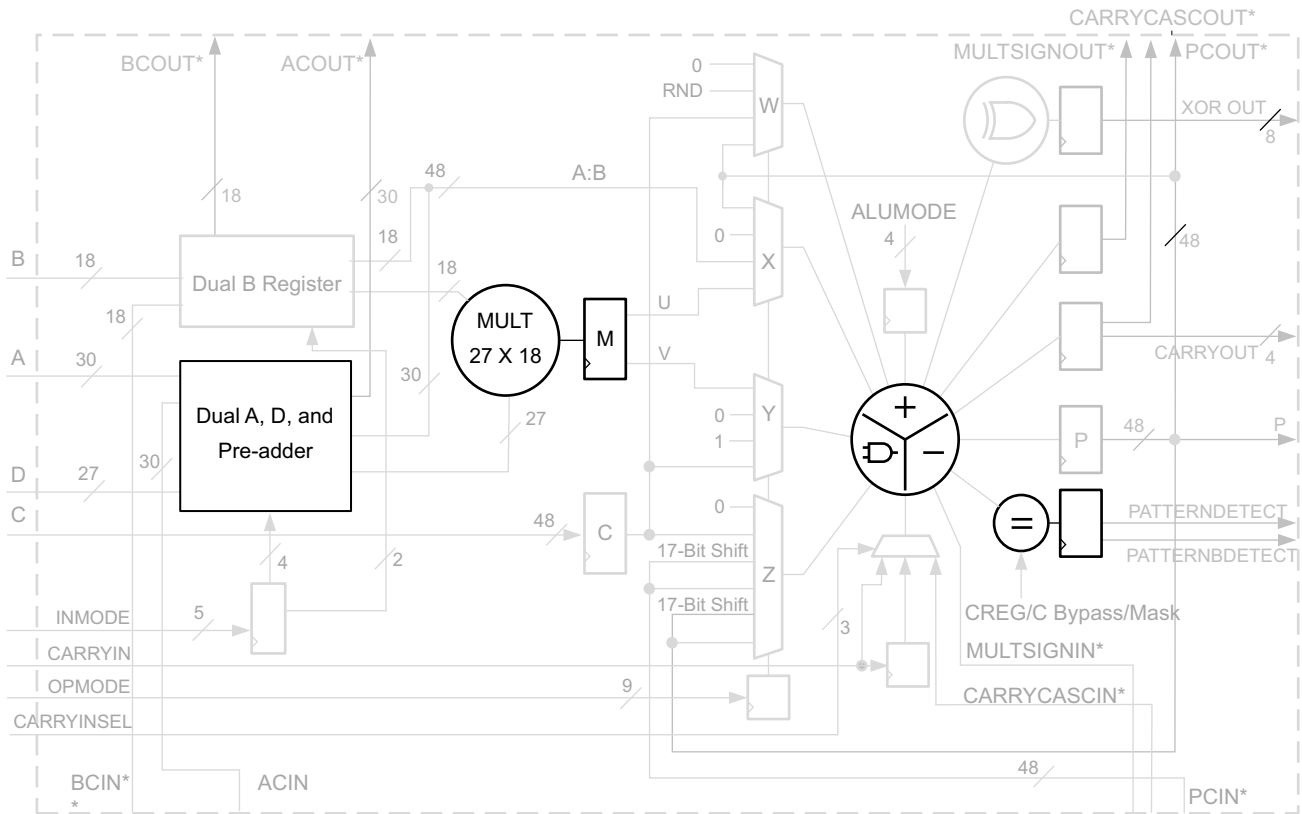 CARRYCASCOUT*
BCOUT*
ACOUT*
MULTSIGNOUT*
PCOUT*
0
RND
W
XOR OUT
8
18
30
48
A:B
ALUMODE
4
48
B
18
Dual B Register
18
18
0
X
18
MULT
27 X 18
M
U
V
A
30
30
CARRYOUT
4
Dual A, D, and
Pre-adder
27
0
1
Y
P
48
P
D
27
30
C
48
C
0
17-Bit Shift
Z
17-Bit Shift
=
PATTERNDETECT
PATTERNBDETECT
4
2
INMODE
5
3
CREG/C Bypass/Mask
CARRYIN
MULTSIGNIN*
OPMODE
9
CARRYCASCIN*
CARRYINSEL
BCIN*
*
ACIN
48
PCIN*